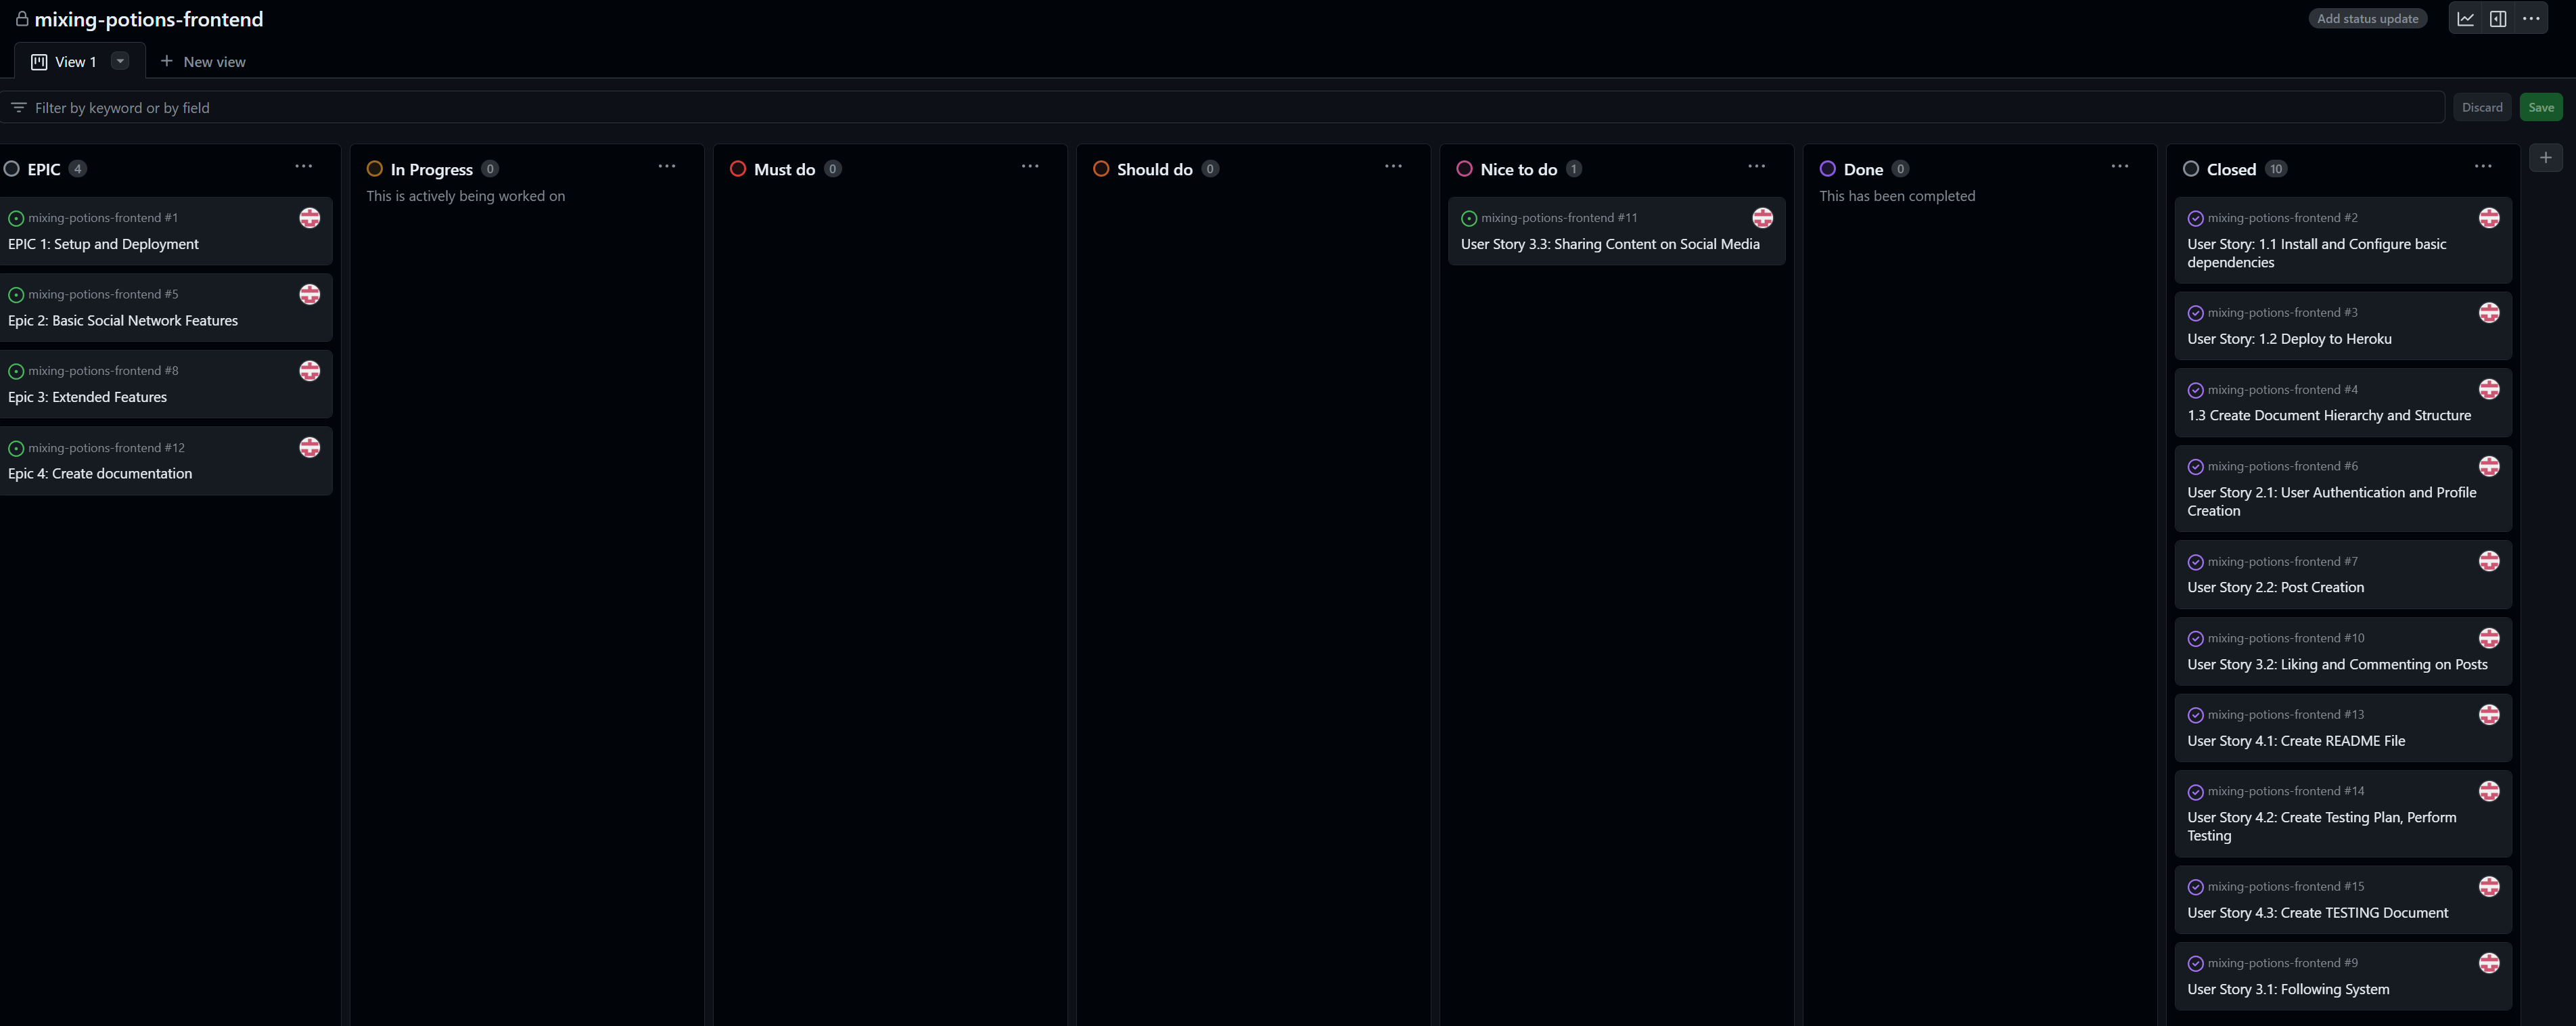 mixing-potions-frontend
Add status update
View 1
New view
Filter by keyword or by field
Discard
Save
EPIC 4
mixing-potions-frontend #1
EPIC 1: Setup and Deployment
mixing-potions-frontend #5
Epic 2: Basic Social Network Features
mixing-potions-frontend #8
Epic 3: Extended Features
mixing-potions-frontend #12
Epic 4: Create documentation
In Progress 0
This is actively being worked on
Must do 0
Should do 0
Nice to do 1
mixing-potions-frontend #11
User Story 3.3: Sharing Content on Social Media
Done 0
This has been completed
Closed 10
mixing-potions-frontend #2
User Story: 1.1 Install and Configure basic
dependencies
mixing-potions-frontend #3
User Story: 1.2 Deploy to Heroku
mixing-potions-frontend #4
1.3 Create Document Hierarchy and Structure
mixing-potions-frontend #6
User Story 2.1: User Authentication and Profile
Creation
mixing-potions-frontend #7
User Story 2.2: Post Creation
mixing-potions-frontend #10
User Story 3.2: Liking and Commenting on Posts
mixing-potions-frontend #13
User Story 4.1: Create README File
mixing-potions-frontend #14
User Story 4.2: Create Testing Plan, Perform
Testing
mixing-potions-frontend #15
User Story 4.3: Create TESTING Document
mixing-potions-frontend #9
User Story 3.1: Following System